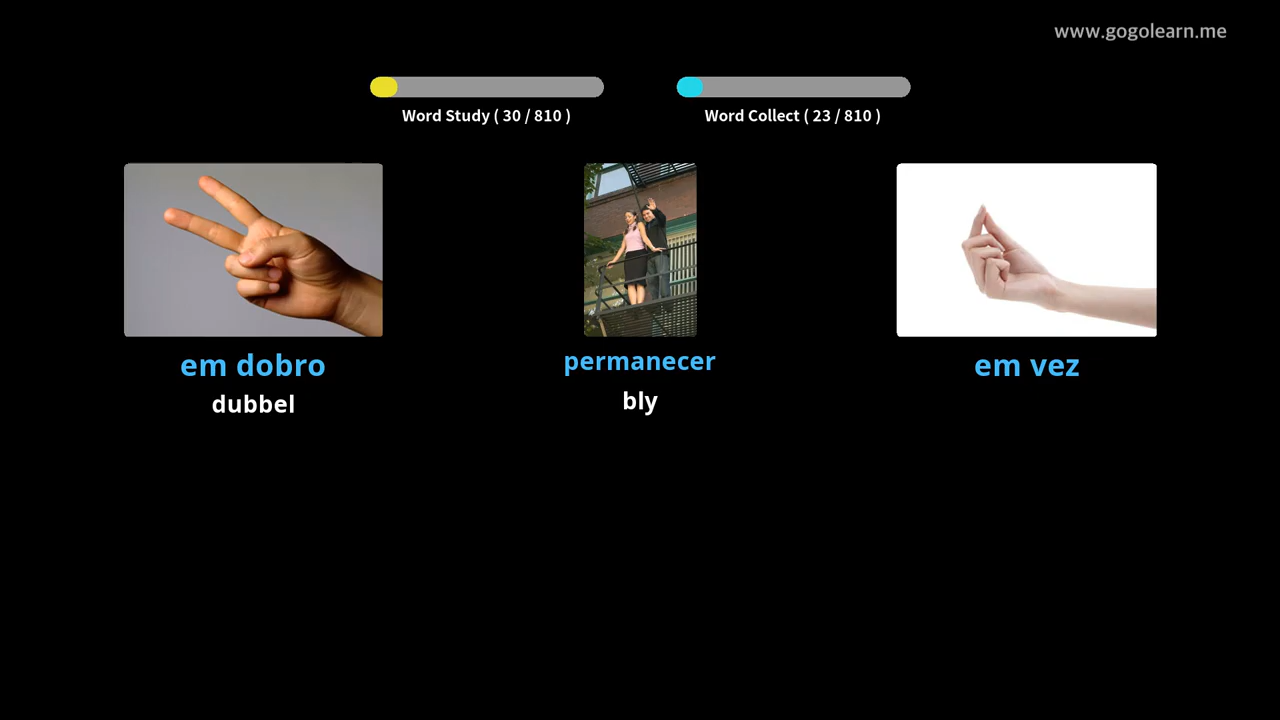 www.gogolearn.me
Word Study ( 30 / 810 )
Word Collect ( 23 / 810 )
em dobro
permanecer
em vez
dubbel
bly